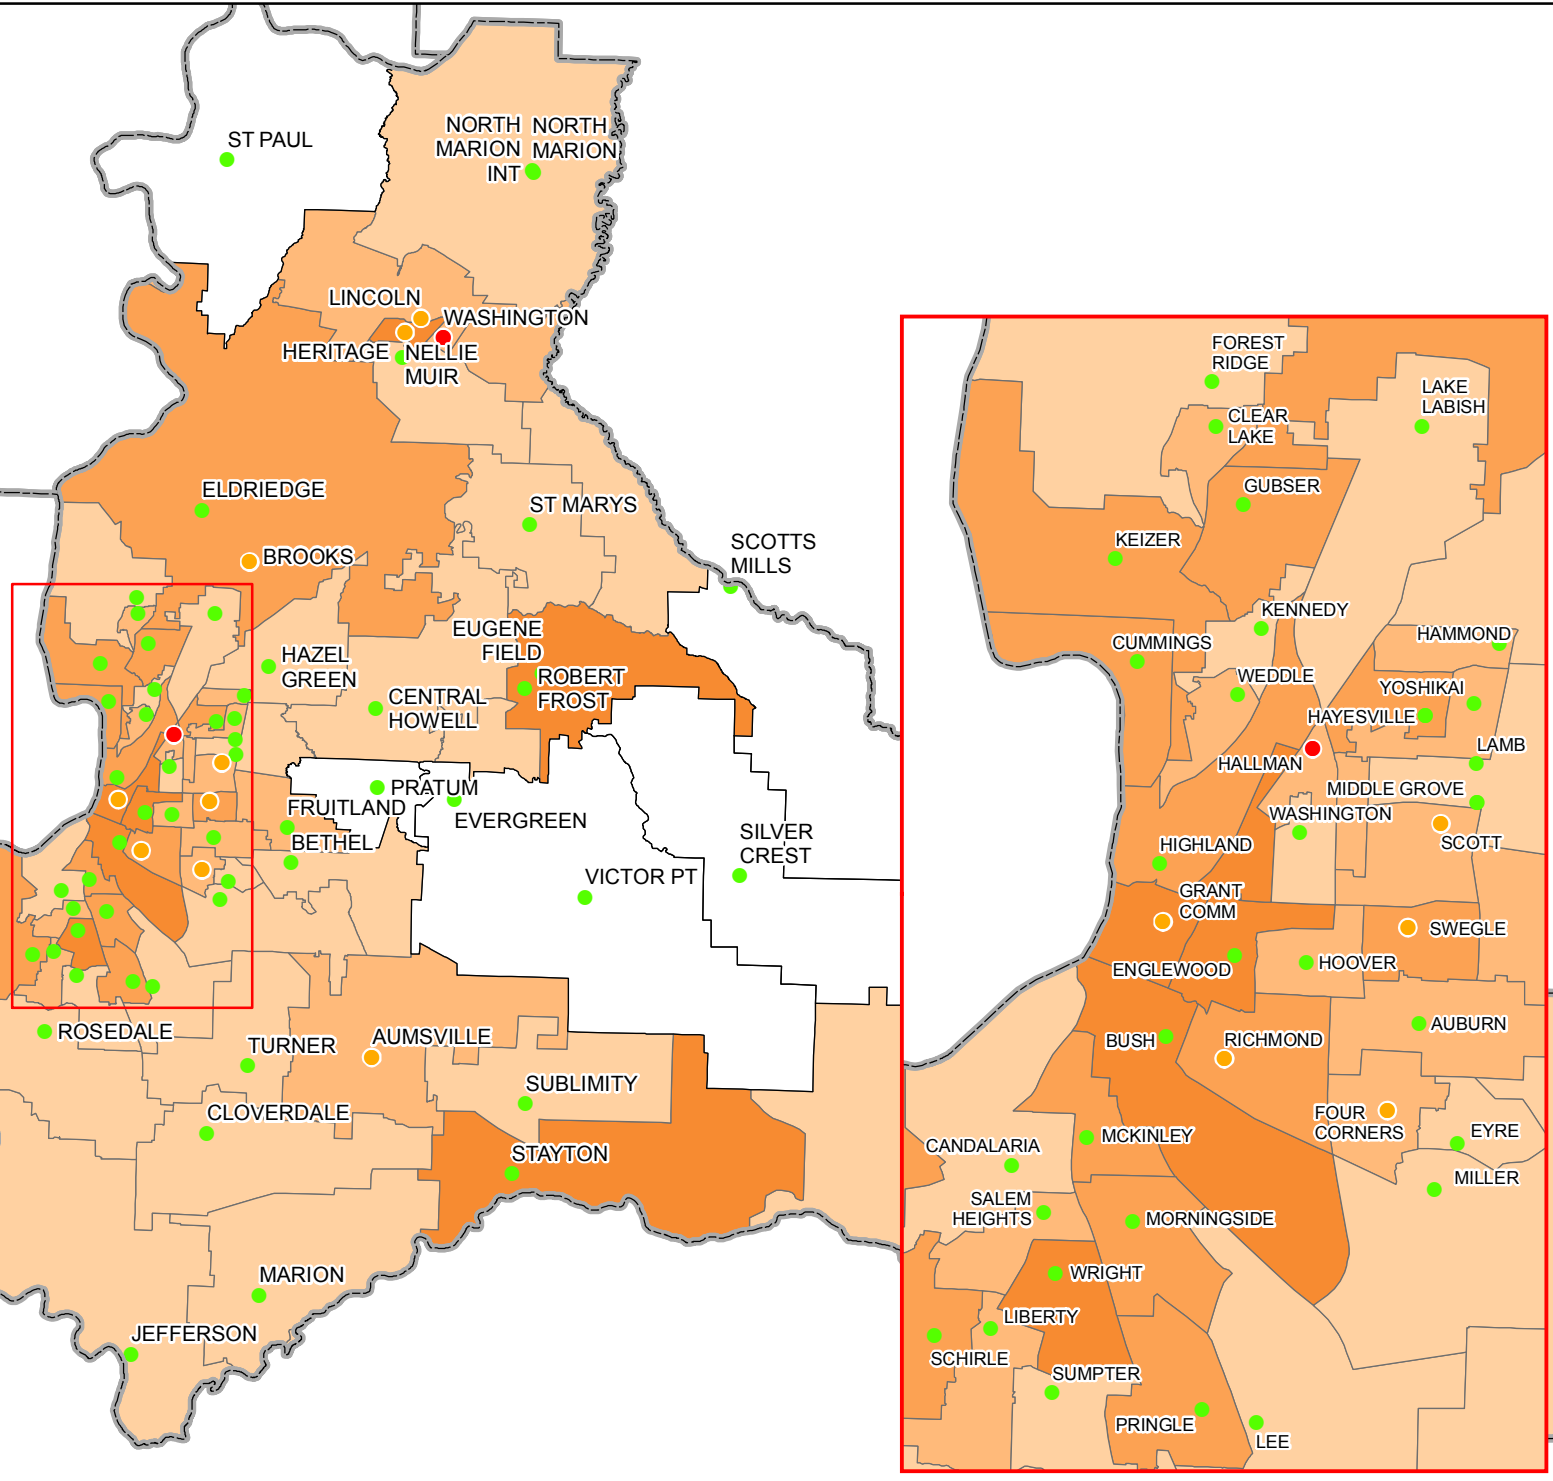 ST PAUL
NORTH
MARION
INT
NORTH
MARION
LINCOLN
WASHINGTON
HERITAGE
NELLIE
MUIR
ELDRIEDGE
BROOKS
ST MARYS
SCOTTS
MILLS
EUGENE
FIELD
ROBERT
FROST
HAZEL
GREEN
CENTRAL
HOWELL
PRATUM
FRUITLAND
BETHEL
EVERGREEN
SILVER
CREST
VICTOR PT
ROSEDALE
TURNER
AUMSVILLE
SUBLIMITY
CLOVERDALE
STAYTON
MARION
JEFFERSON
FOREST
RIDGE
LAKE
LABISH
CLEAR
LAKE
GUBSER
KEIZER
KENNEDY
CUMMINGS
HAMMOND
WEDDLE
YOSHIKAI
HAYESVILLE
LAMB
HALLMAN
MIDDLE GROVE
WASHINGTON
SCOTT
HIGHLAND
GRANT
COMM
SWEGLE
ENGLEWOOD
HOOVER
AUBURN
BUSH
RICHMOND
FOUR
CORNERS
EYRE
MCKINLEY
CANDALARIA
MILLER
SALEM
HEIGHTS
MORNINGSIDE
WRIGHT
LIBERTY
SCHIRLE
SUMPTER
PRINGLE
LEE